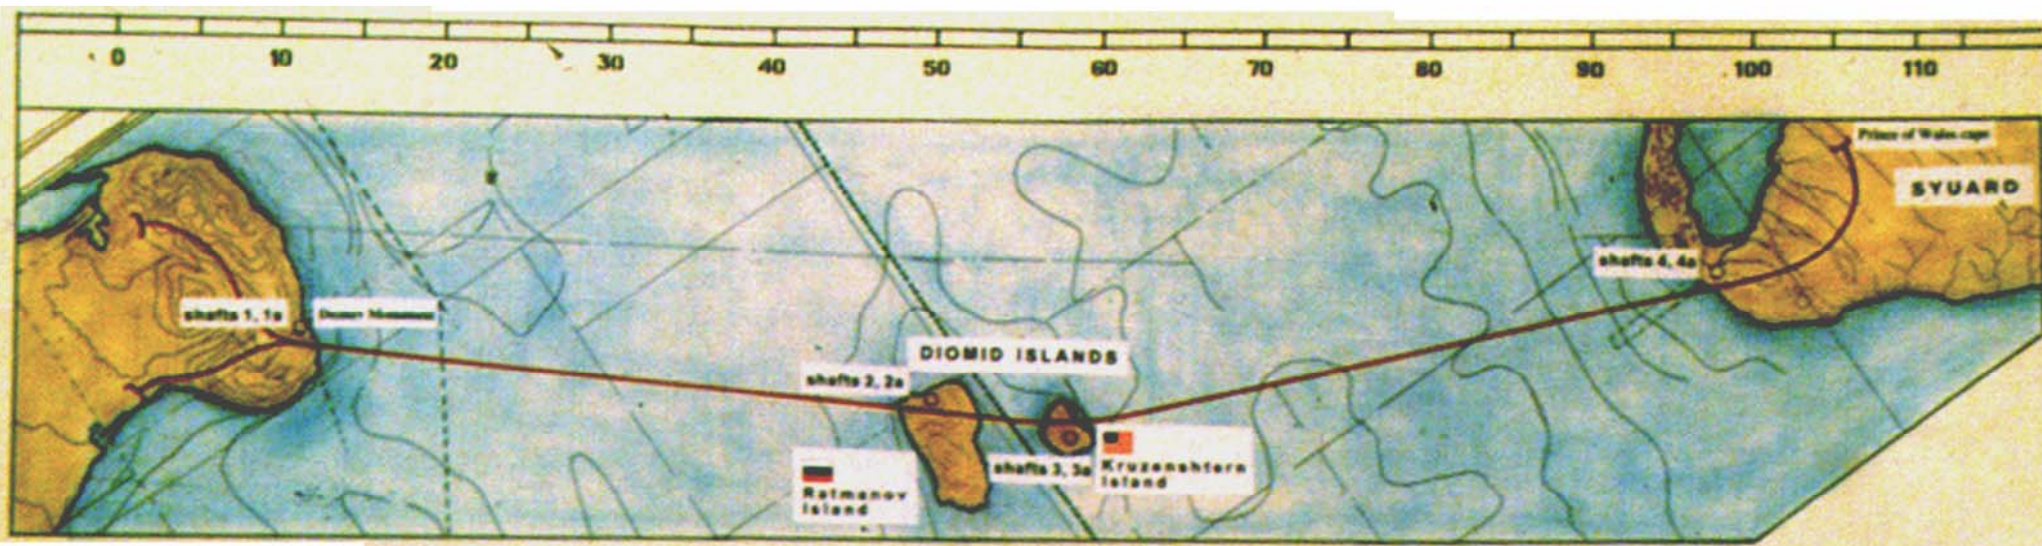 0 10 20 30 40 50 60 70 80 90 100 110
Prince of Wales cape
SYUARD
shafts 4, 4a
shafts 1, 1a
Monument
DIOMID ISLANDS
shafts 2, 2a
shafts 3, 3a
Ratmanov
Island
Kruzenshtern
Island